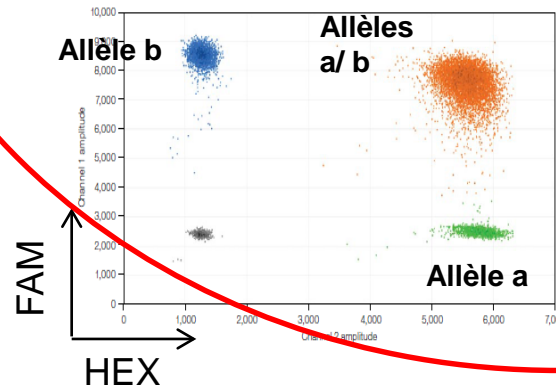 10,000
9,000
8,000
7,000
6,000
5,000
4,000
3,000
2,000
1,000
0
Channel 1 amplitude
Allèle b
Allèles
a/ b
Allèle a
0
1,000
2,000
3,000
4,000
5,000
6,000
7,0
Channel 2 amplitude
FAM
HEX